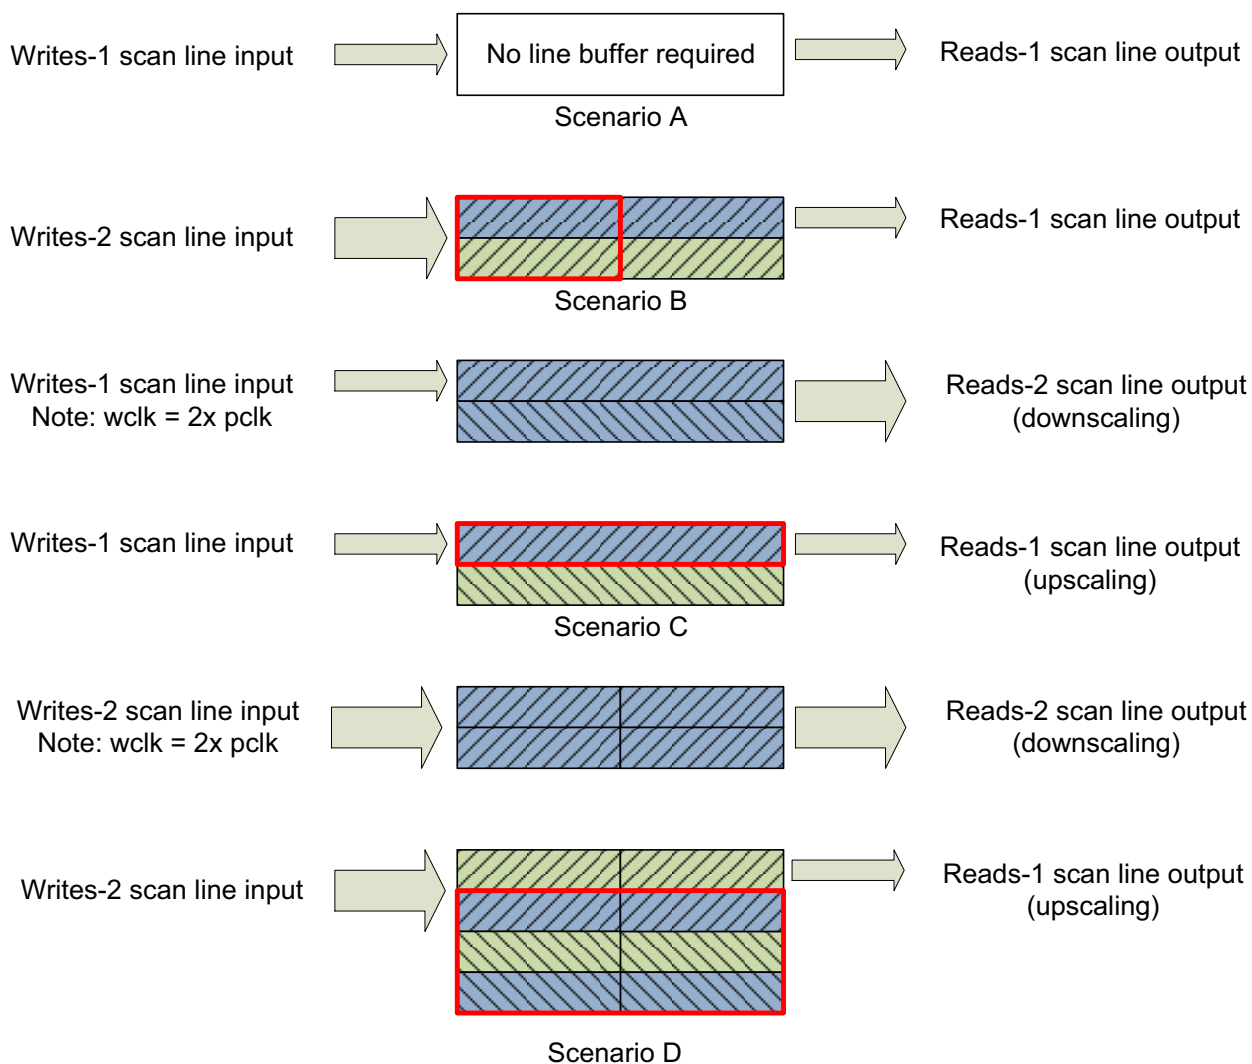 Writes-1 scan line input
No line buffer required
Reads-1 scan line output
Scenario A
Writes-2 scan line input
Reads-1 scan line output
Scenario B
Writes-1 scan line input
Note: wclk = 2x pclk
Reads-2 scan line output
(downscaling)
Writes-1 scan line input
Reads-1 scan line output
(upscaling)
Scenario C
Writes-2 scan line input
Note: wclk = 2x pclk
Reads-2 scan line output
(downscaling)
Writes-2 scan line input
Reads-1 scan line output
(upscaling)
Scenario D